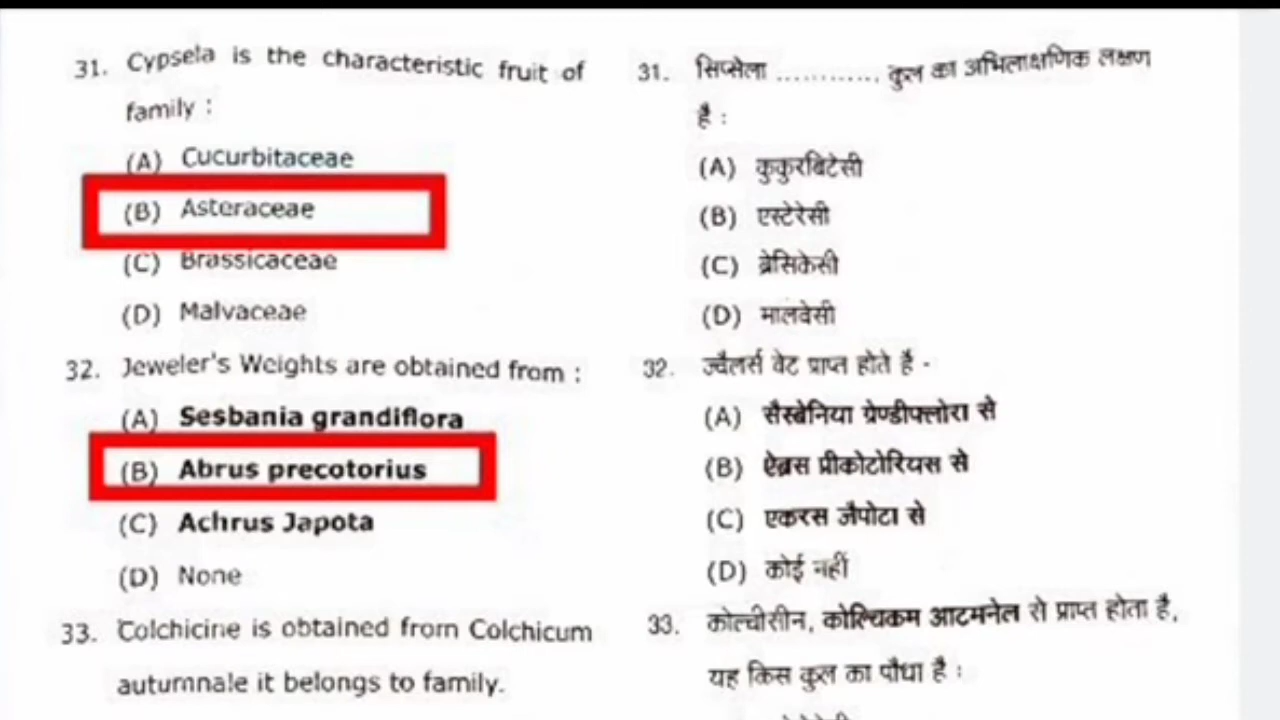 31. Cypsela is the characteristic fruit of
family :
(A) Cucurbitaceae
(B) Asteraceae
(C) Brassicaceae
(D) Malvaceae
32. Jeweler's Weights are obtained from :
(A) Sesbania grandiflora
(B) Abrus precotorius
(C) Achrus Japota
(D) None
33. Colchicine is obtained from Colchicum
autumnale it belongs to family.
31. सिप्सेला ............, कुल का अभिलाक्षणिक लक्षण
है :
(A) कुकुरबिटेसी
(B) एस्टेरेसी
(C) ब्रेसिकेसी
(D) मालवेसी
32. ज्वैलर्स वेट प्राप्त होते है -
(A) सैस्बेनिया ग्रेण्डीफ्लोरा से
(B) ऐब्रस प्रीकोटोरियस से
(C) एकरस जैपोटा से
(D) कोई नहीं
33. कोल्चीसीन, कोल्चिकम आटमनेल से प्राप्त होता है,
यह किस कुल का पौधा है :